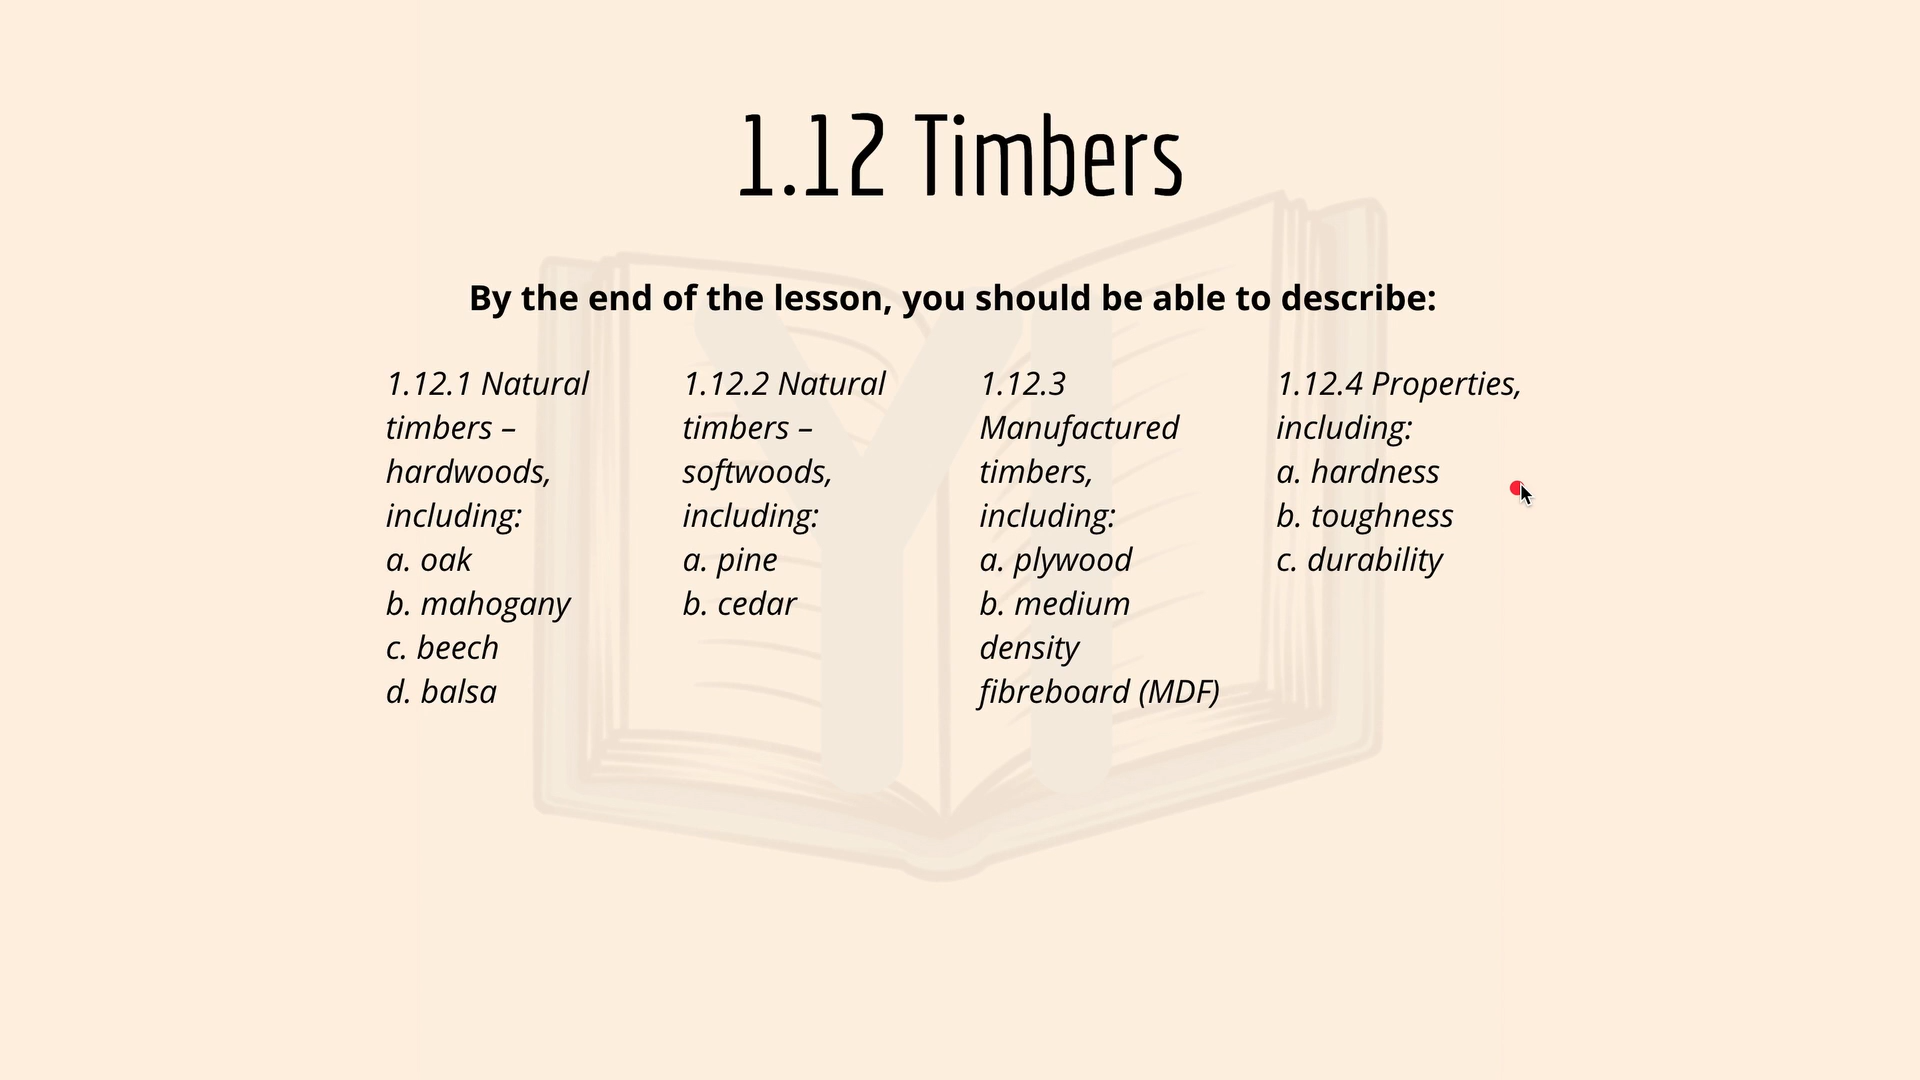 1.12 Timbers
By the end of the lesson, you should be able to describe:
1.12.1 Natural
timbers –
hardwoods,
including:
a. oak
b. mahogany
c. beech
d. balsa
1.12.2 Natural
timbers –
softwoods,
including:
a. pine
b. cedar
1.12.3
Manufactured
timbers,
including:
a. plywood
b. medium
density
fibreboard (MDF)
1.12.4 Properties,
including:
a. hardness
b. toughness
c. durability
YI